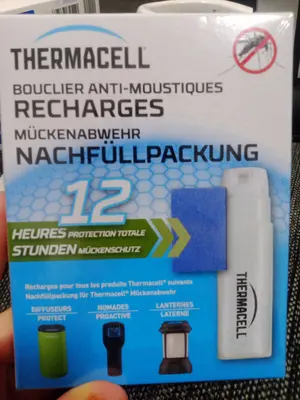 THERMACELL®
BOUCLIER ANTI-MOUSTIQUES
RECHARGES
MÜCKENABWEHR
NACHFÜLLPACKUNG
12
HEURES PROTECTION TOTALE
STUNDEN MÜCKENSCHUTZ
Recharges pour tous les produits Thermacell® suivants
Nachfüllpackung für Thermacell® Mückenabwehr
DIFFUSEURS
PROTECT
NOMADES
PROACTIVE
LANTERNES
LATERNE
THERMACELL